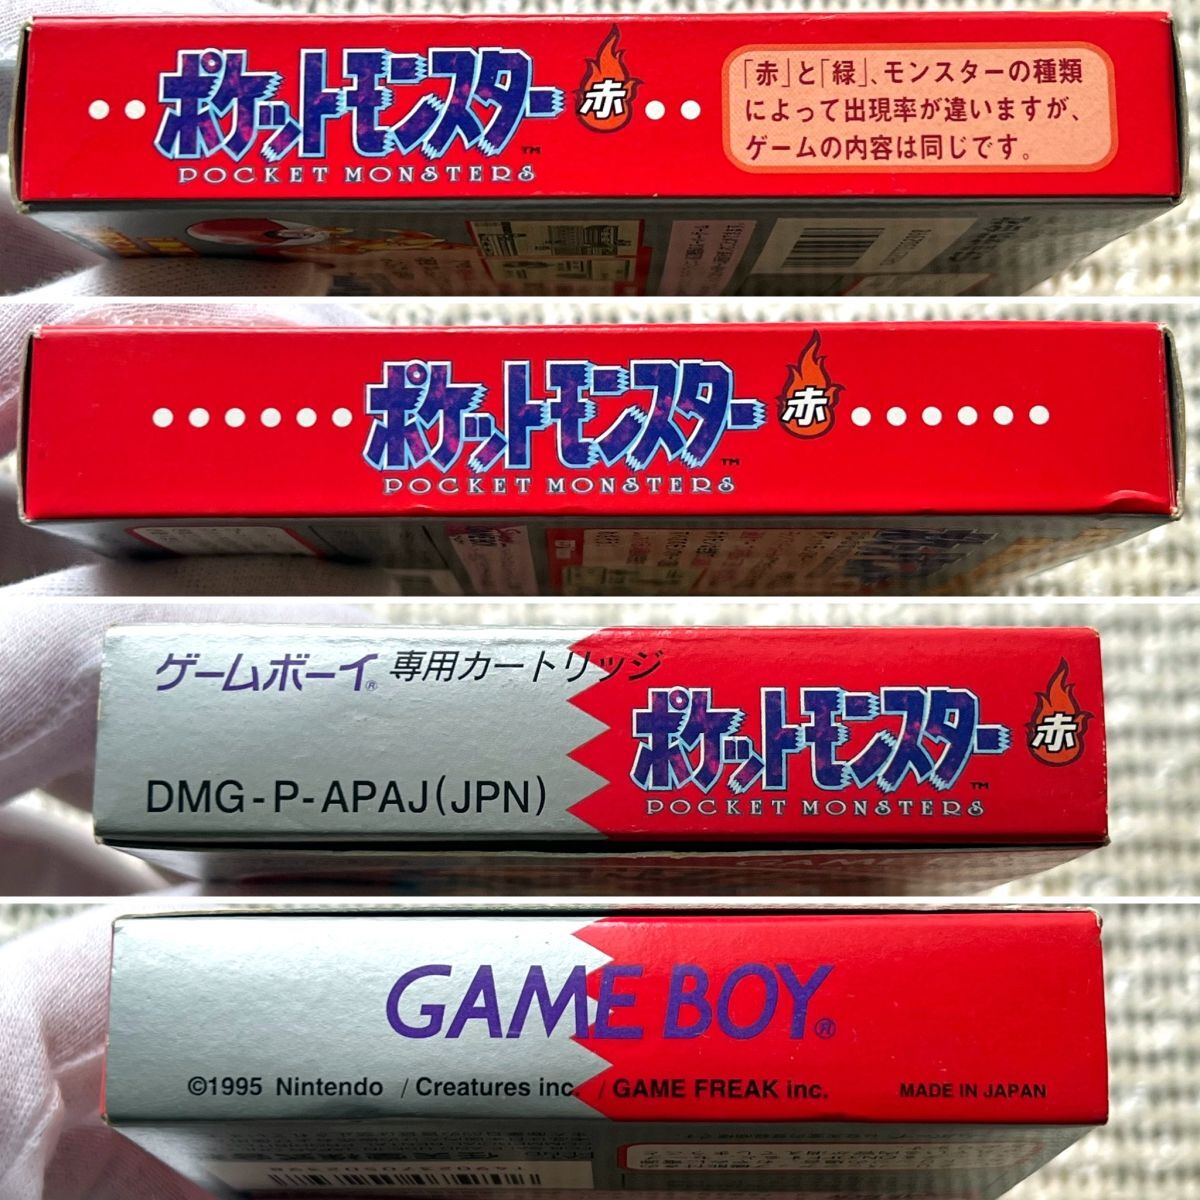 ポケットモンスター 赤
™
POCKET MONSTERS
「赤」と「緑」、モンスターの種類
によって出現率が違いますが、
ゲームの内容は同じです。
ポケットモンスター 赤
™
POCKET MONSTERS
ゲームボーイ® 専用カートリッジ
DMG-P-APAJ(JPN)
ポケットモンスター 赤
™
POCKET MONSTERS
GAME BOY
GAME BOY®
©1995 Nintendo / Creatures inc. / GAME FREAK inc.
MADE IN JAPAN